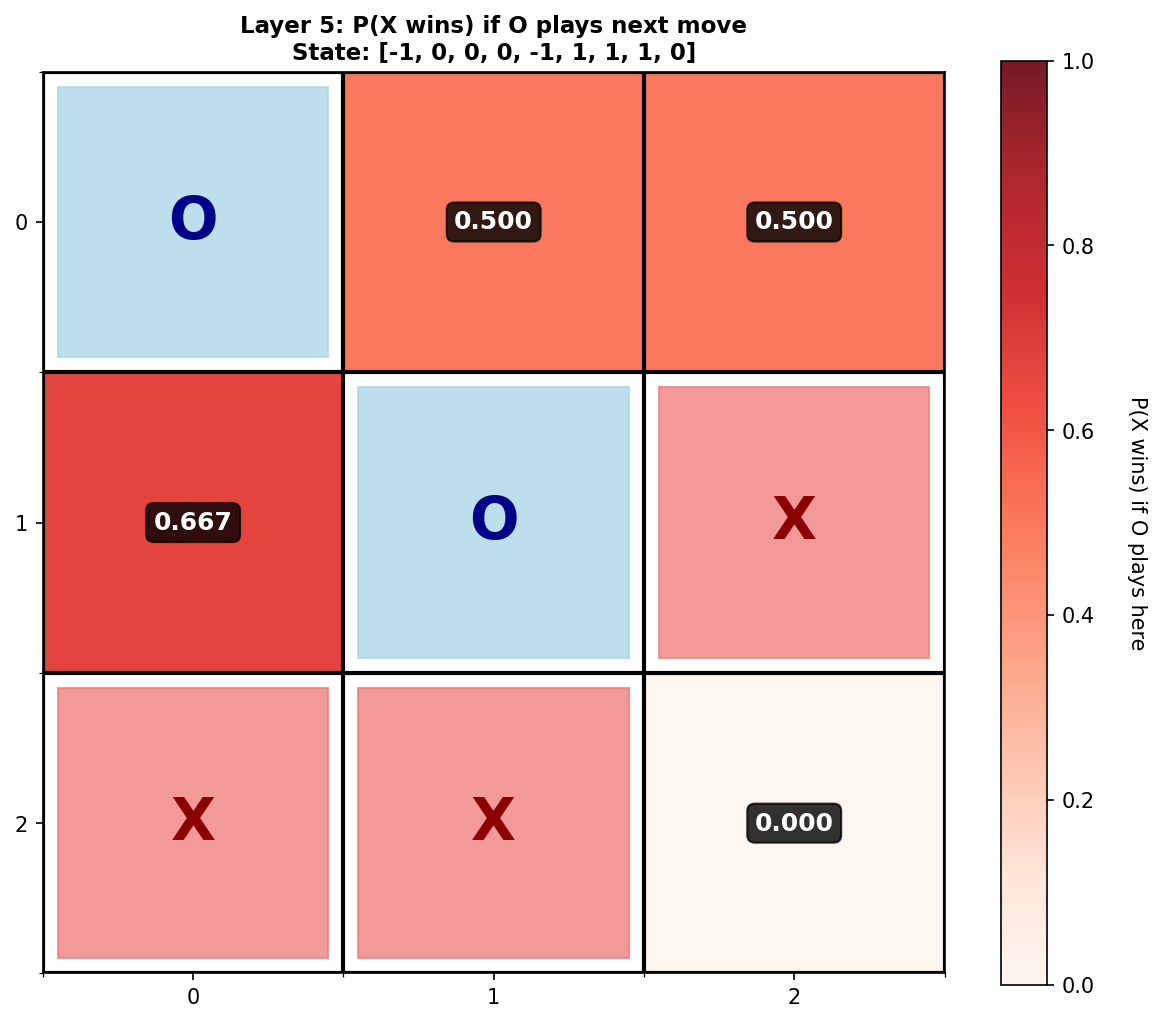 Layer 5: P(X wins) if O plays next move
State: [-1, 0, 0, 0, -1, 1, 1, 1, 0]
0
O
0.500
0.500
1
0.667
O
X
2
X
X
0.000
0
1
2
1.0
0.8
0.6
0.4
0.2
0.0
P(X wins) if O plays here